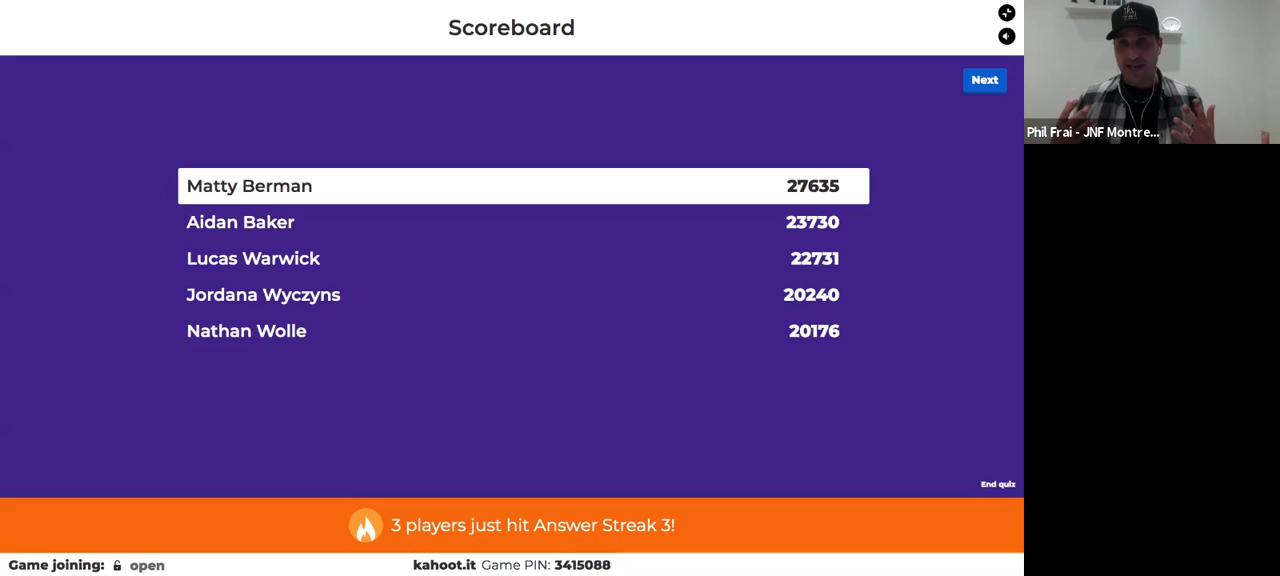 Scoreboard
Next
Phil Frai - JNF Montre...
Matty Berman 27635
Aidan Baker 23730
Lucas Warwick 22731
Jordana Wyczyns 20240
Nathan Wolle 20176
End quiz
3 players just hit Answer Streak 3!
Game joining: open
kahoot.it Game PIN: 3415088